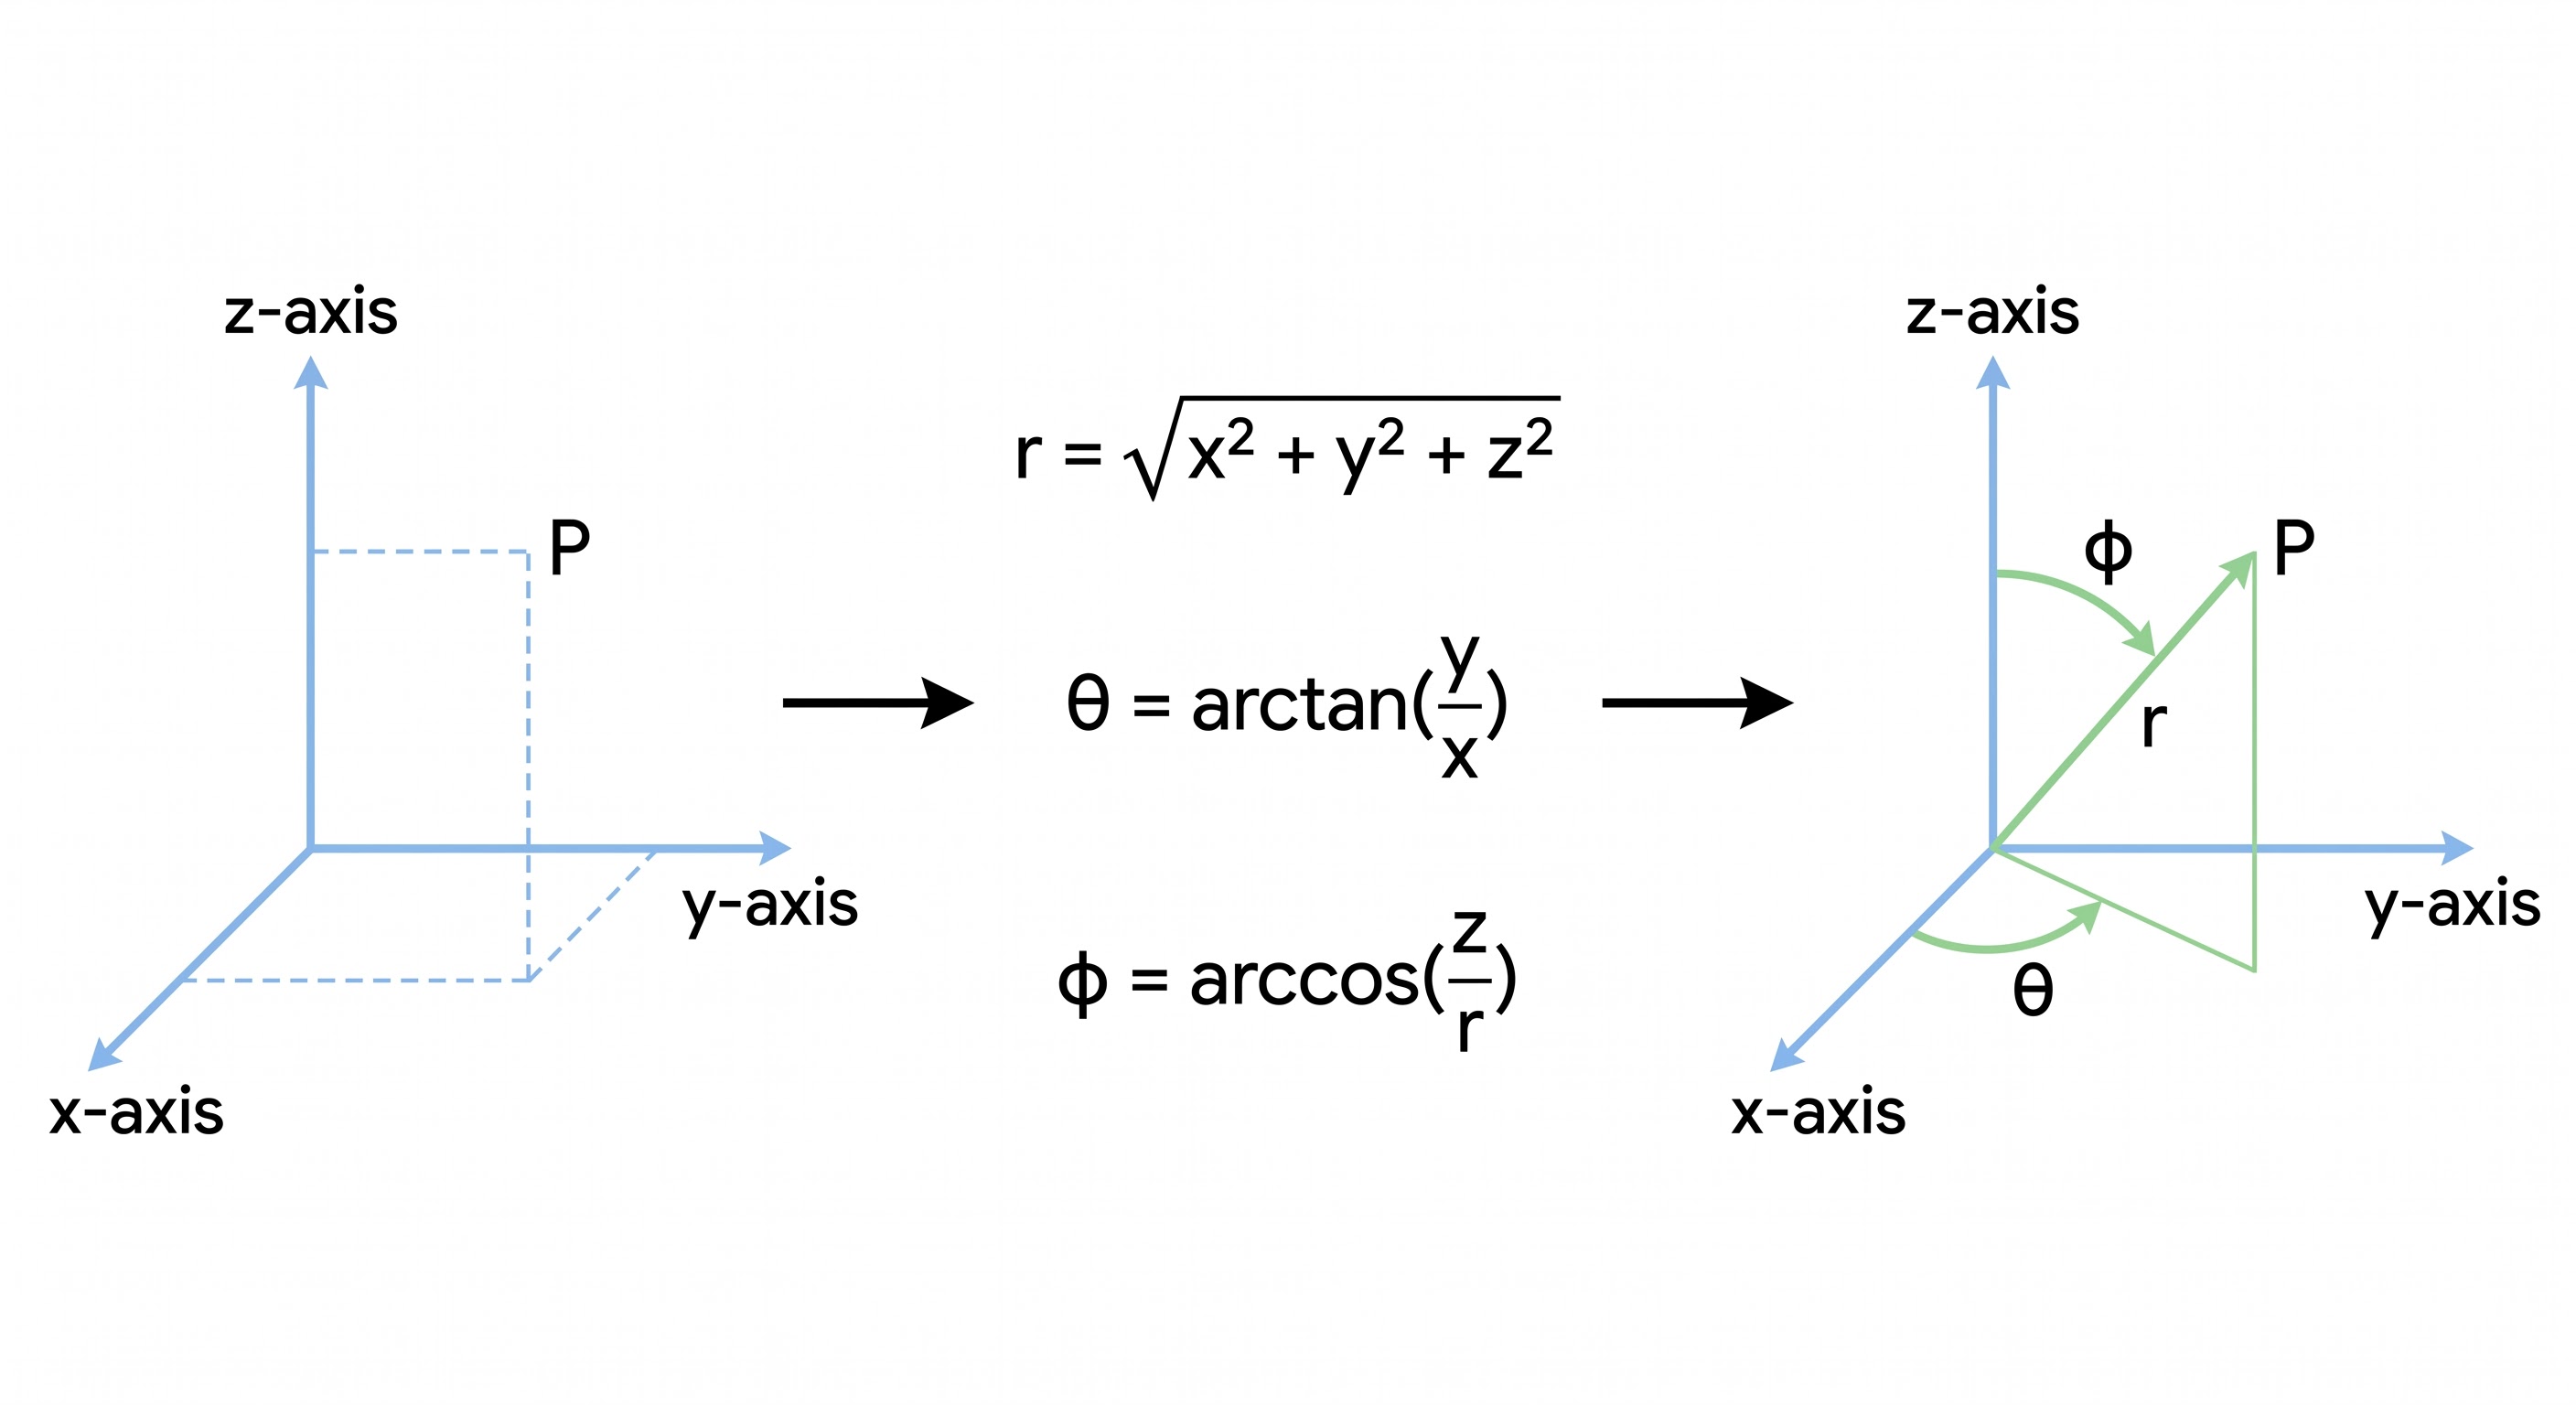 z-axis
P
y-axis
x-axis
r = √x² + y² + z²
θ = arctan(y/x)
ϕ = arccos(z/r)
z-axis
ϕ
P
r
y-axis
θ
x-axis